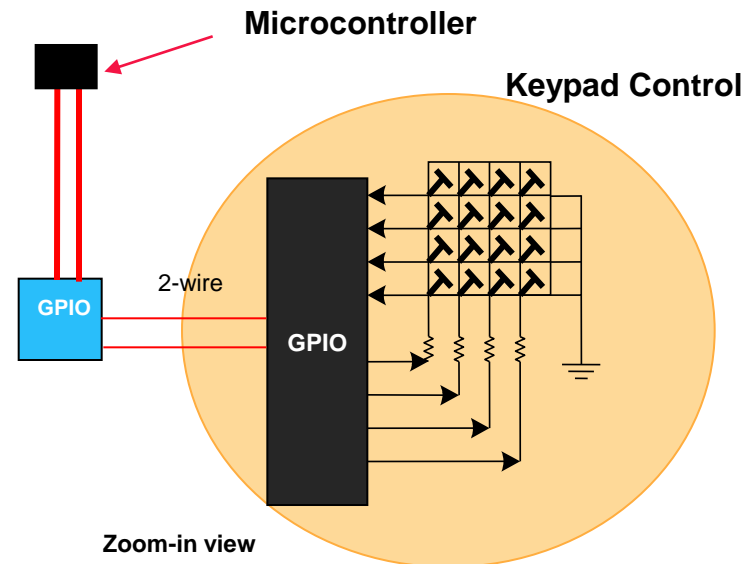 Microcontroller
Keypad Control
2-wire
GPIO
GPIO
Zoom-in view